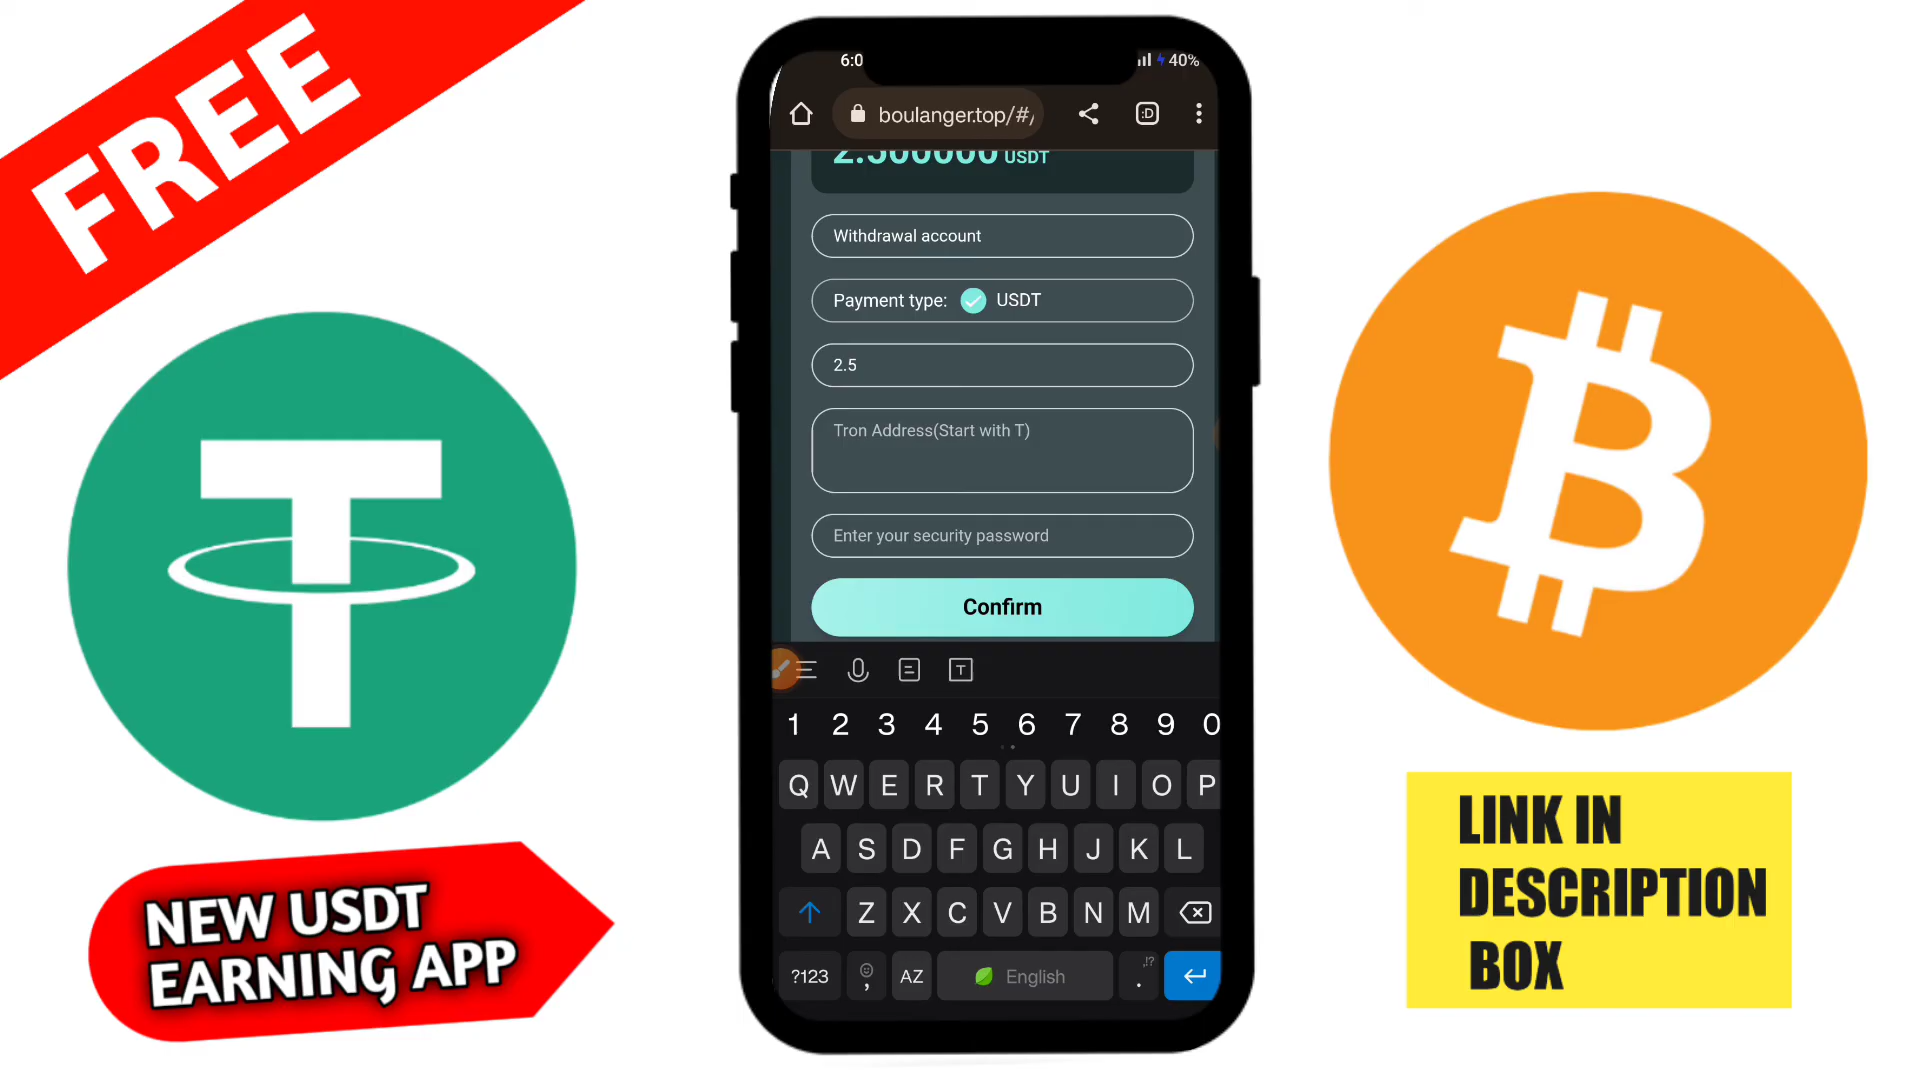 FREE
6:0
40%
boulanger.top/#/
:D
2.500000 USDT
Withdrawal account
Payment type: USDT
2.5
Tron Address(Start with T)
Enter your security password
Confirm
T
1 2 3 4 5 6 7 8 9 0
Q W E R T Y U I O P
A S D F G H J K L
Z X C V B N M
?123 , AZ English . ,!?
NEW USDT
EARNING APP
LINK IN
DESCRIPTION
BOX